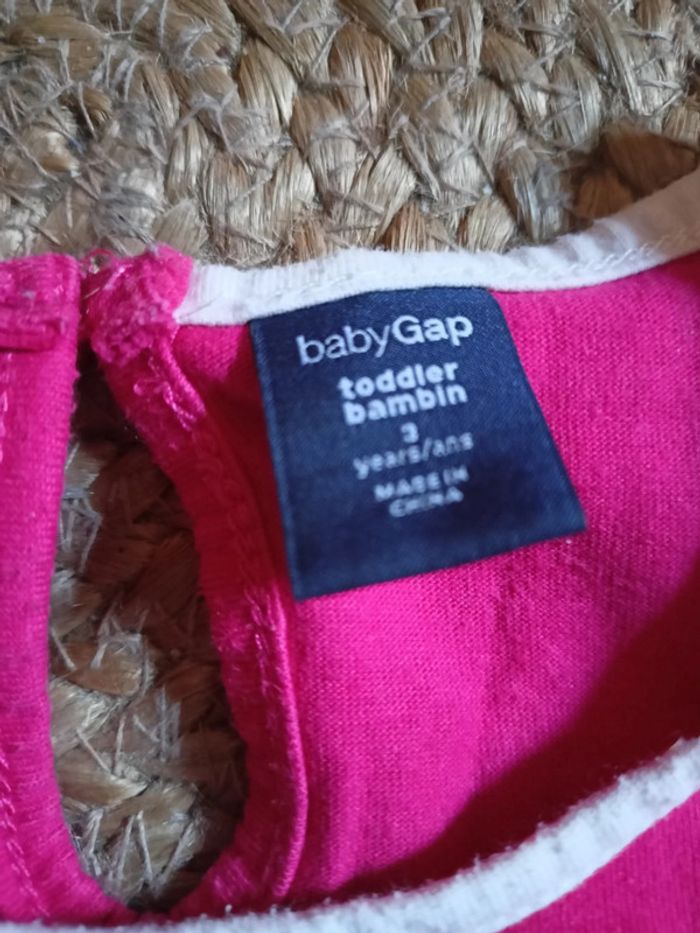 babyGap
toddler
bambin
3
years/ans
MADE IN
CHINA